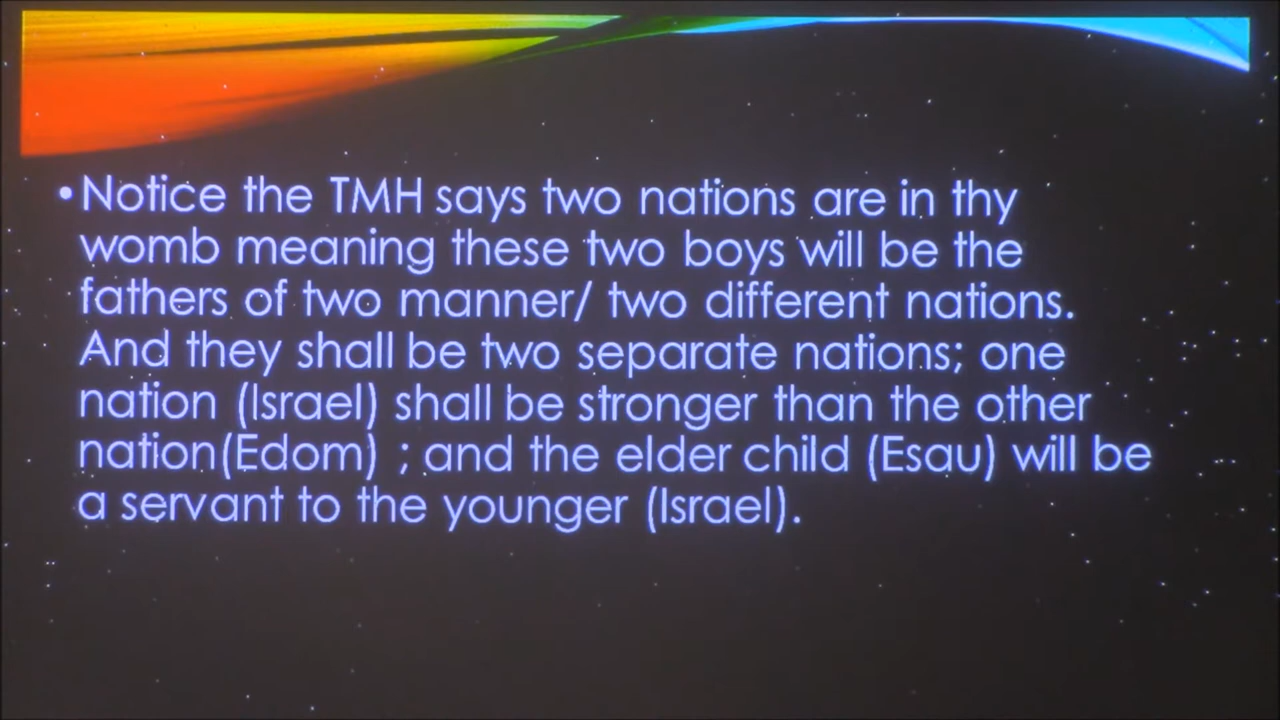 •Notice the TMH says two nations are in thy
womb meaning these two boys will be the
fathers of two manner/ two different nations.
And they shall be two separate nations; one
nation (Israel) shall be stronger than the other
nation(Edom) ; and the elder child (Esau) will be
a servant to the younger (Israel).